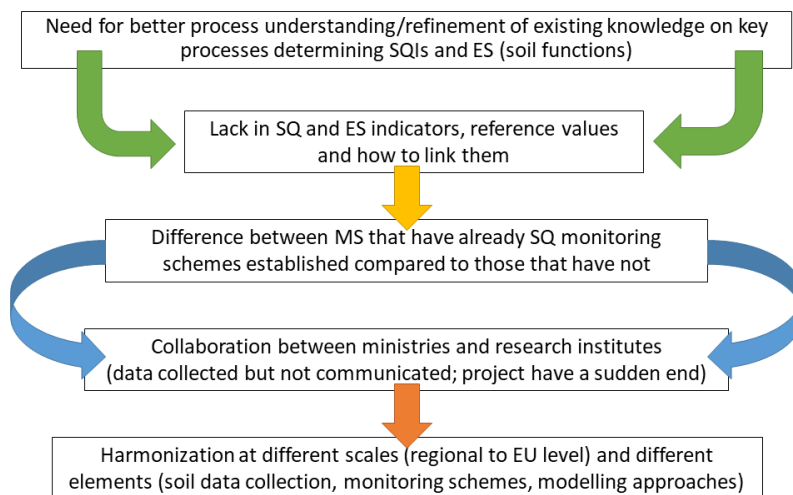 Need for better process understanding/refinement of existing knowledge on key
processes determining SQIs and ES (soil functions)
Lack in SQ and ES indicators, reference values
and how to link them
Difference between MS that have already SQ monitoring
schemes established compared to those that have not
Collaboration between ministries and research institutes
(data collected but not communicated; project have a sudden end)
Harmonization at different scales (regional to EU level) and different
elements (soil data collection, monitoring schemes, modelling approaches)